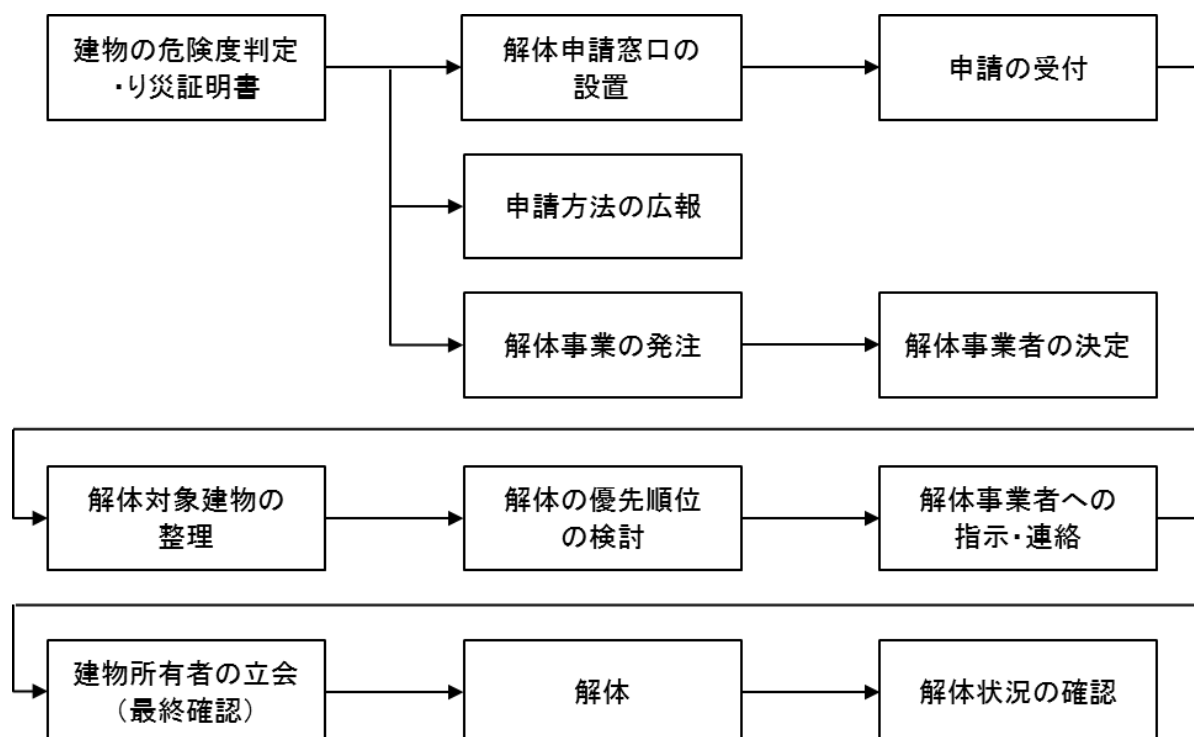 建物の危険度判定
・り災証明書
解体申請窓口の
設置
申請の受付
申請方法の広報
解体事業の発注
解体事業者の決定
解体対象建物の
整理
解体の優先順位
の検討
解体事業者への
指示・連絡
建物所有者の立会
（最終確認）
解体
解体状況の確認